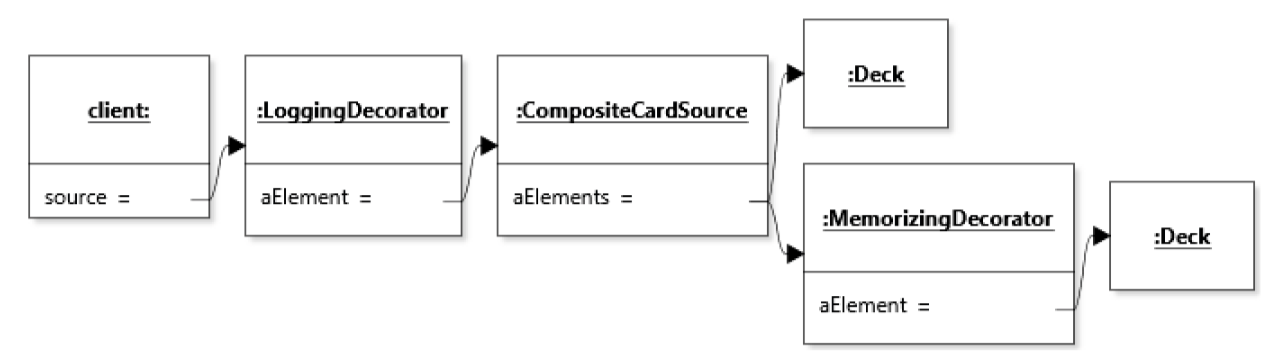 client:
source =
:LoggingDecorator
aElement =
:CompositeCardSource
aElements =
:Deck
:MemorizingDecorator
aElement =
:Deck